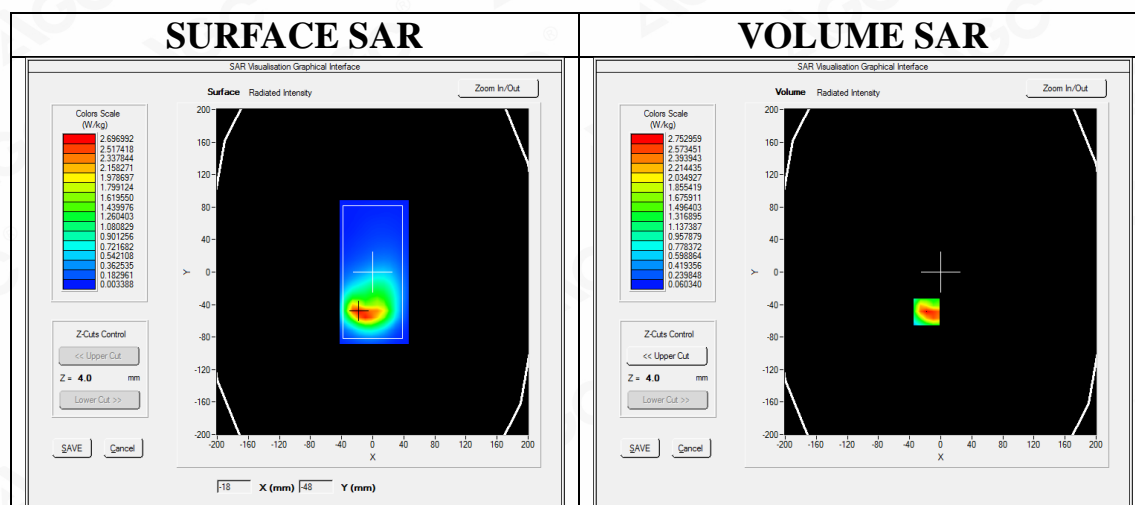 SURFACE SAR
SAR Visualisation Graphical Interface
Surface Radiated Intensity
Zoom In/Out
Colors Scale
(W/kg)
2.696992
2.517418
2.337844
2.158271
1.978697
1.799124
1.619550
1.439976
1.260403
1.080829
0.901256
0.721682
0.542108
0.362535
0.182961
0.003388
Z-Cuts Control
<< Upper Cut
Z = 4.0 mm
Lower Cut >>
SAVE
Cancel
200
160
120
80
40
0
-40
-80
-120
-160
-200
Y
-200 -160 -120 -80 -40 0 40 80 120 160 200
X
-18 X (mm) -48 Y (mm)
VOLUME SAR
SAR Visualisation Graphical Interface
Volume Radiated Intensity
Zoom In/Out
Colors Scale
(W/kg)
2.752959
2.573451
2.393943
2.214435
2.034927
1.855419
1.675911
1.496403
1.316895
1.137387
0.957879
0.778372
0.598864
0.419356
0.239848
0.060340
Z-Cuts Control
<< Upper Cut
Z = 4.0 mm
Lower Cut >>
SAVE
Cancel
200
160
120
80
40
0
-40
-80
-120
-160
-200
Y
-200 -160 -120 -80 -40 0 40 80 120 160 200
X